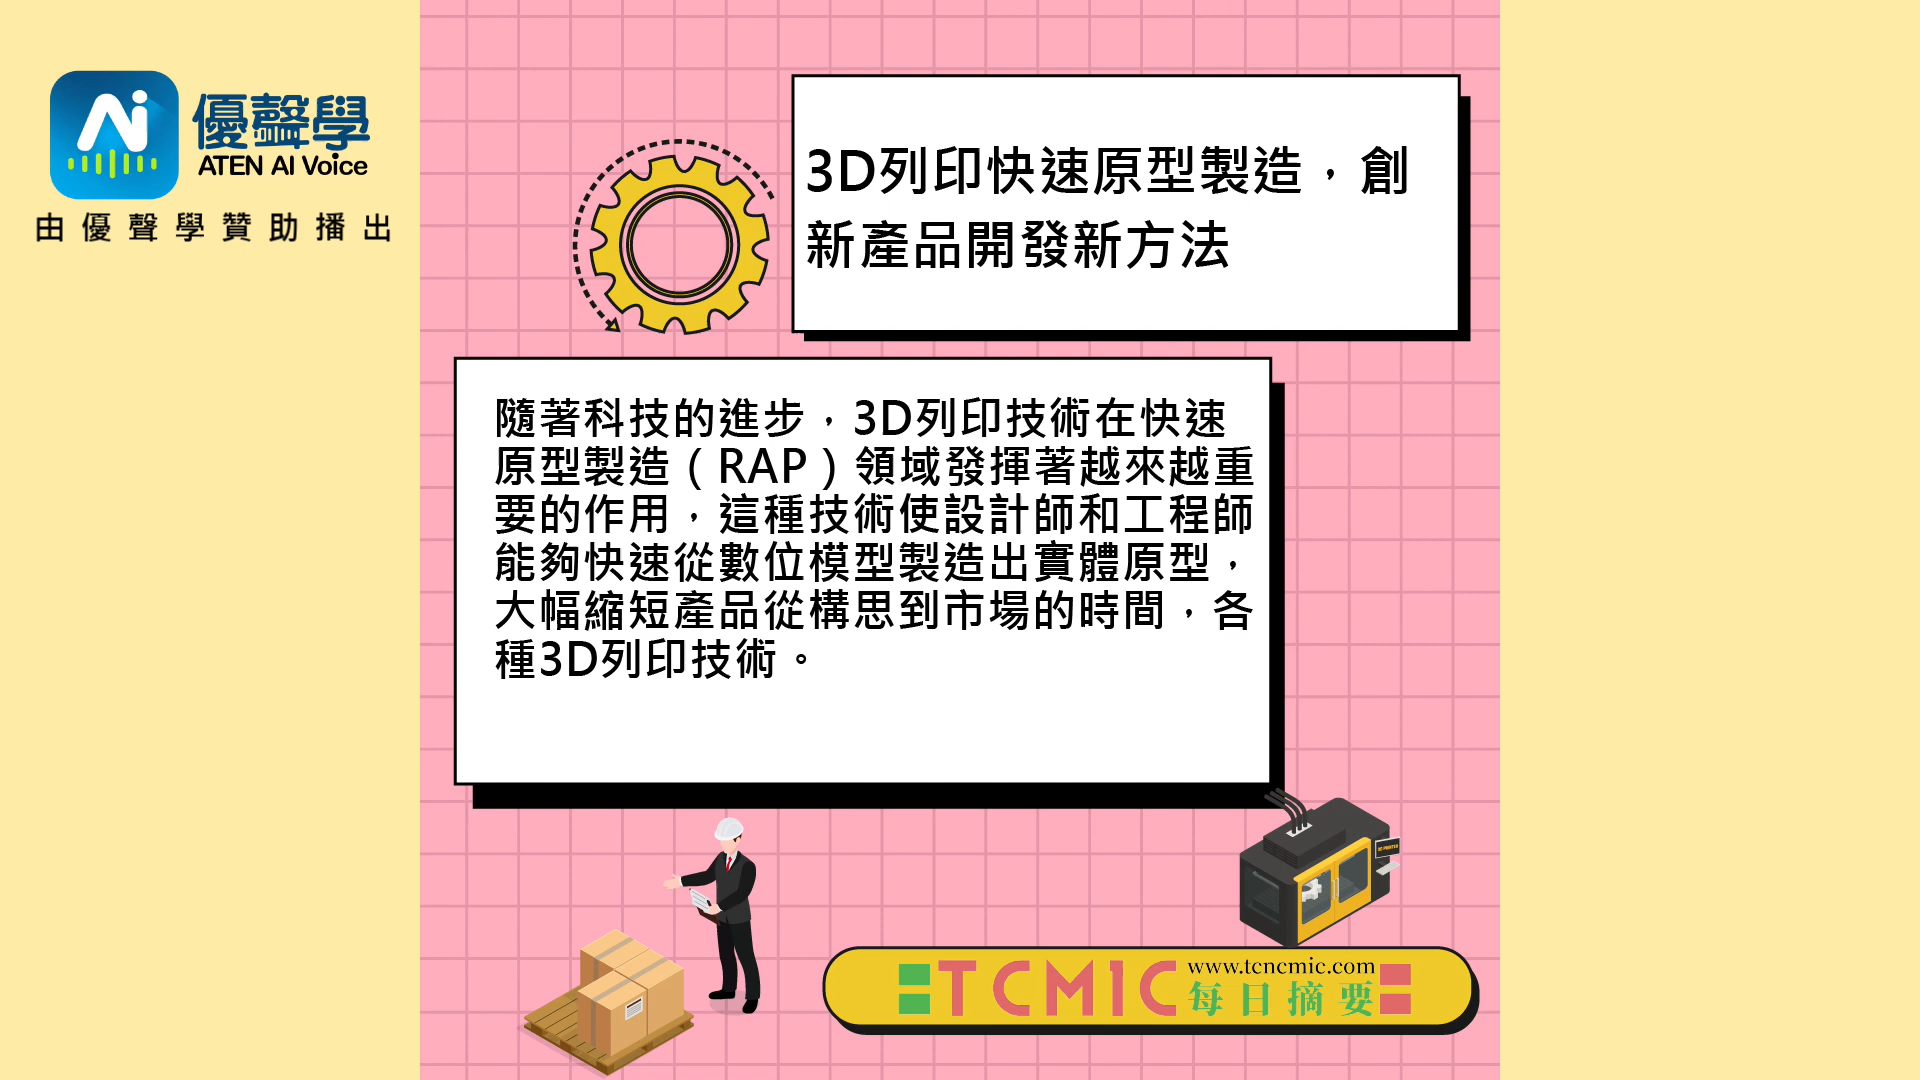 Ai
優聲學
ATEN AI Voice
由優聲學贊助播出
3D列印快速原型製造，創
新產品開發新方法
隨著科技的進步，3D列印技術在快速
原型製造（RAP）領域發揮著越來越重
要的作用，這種技術使設計師和工程師
能夠快速從數位模型製造出實體原型，
大幅縮短產品從構思到市場的時間，各
種3D列印技術。
TCMIC
www.tcncmic.com
每日摘要